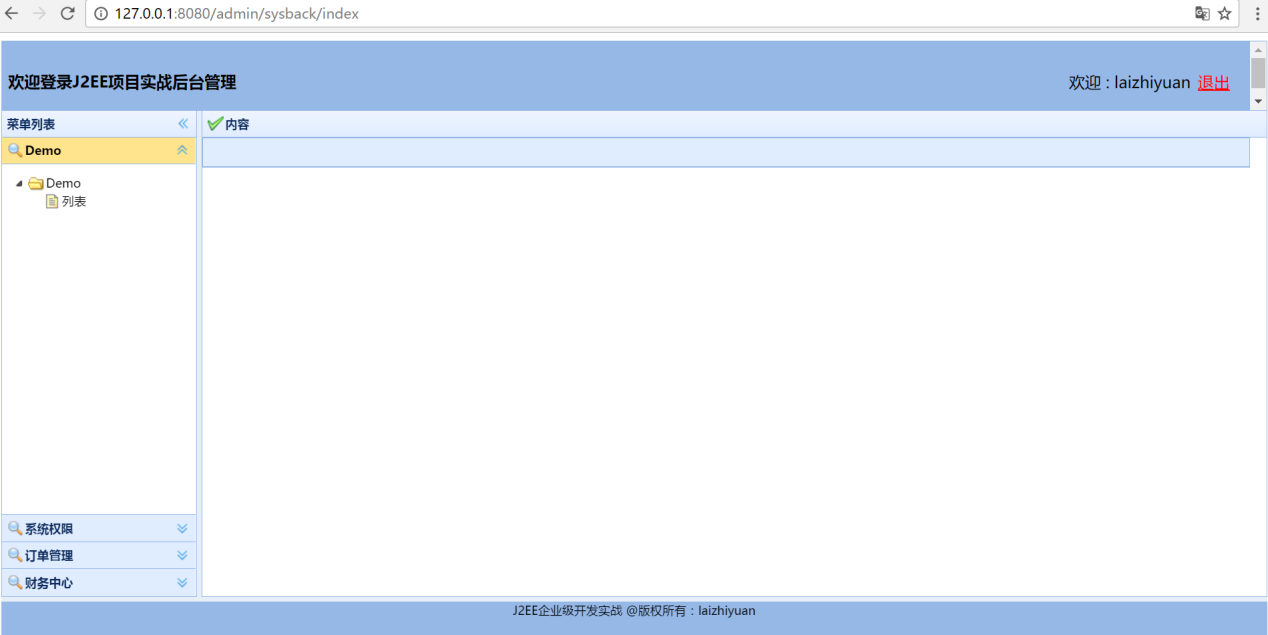 127.0.0.1:8080/admin/sysback/index
欢迎登录J2EE项目实战后台管理
欢迎 : laizhiyuan 退出
菜单列表
内容
Demo
Demo
列表
系统权限
订单管理
财务中心
J2EE企业级开发实战 @版权所有：laizhiyuan